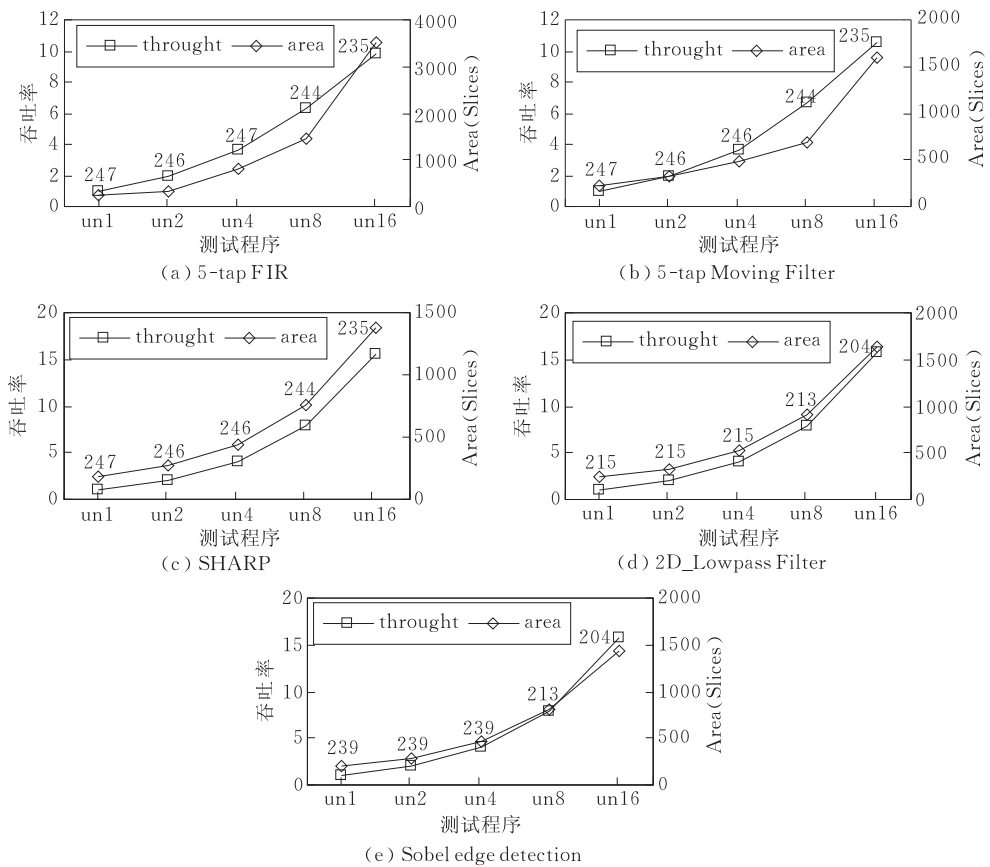 12
10
8
6
4
2
0
吞吐率
throught
area
247
246
247
244
235
4000
3000
2000
1000
0
Area(Slices)
un1 un2 un4 un8 un16
测试程序
(a) 5-tap FIR
12
10
8
6
4
2
0
吞吐率
throught
area
247
246
246
244
235
2000
1500
1000
500
0
Area(Slices)
un1 un2 un4 un8 un16
测试程序
(b) 5-tap Moving Filter
20
15
10
5
0
吞吐率
throught
area
247
246
246
244
235
1500
1000
500
0
Area(Slices)
un1 un2 un4 un8 un16
测试程序
(c) SHARP
20
15
10
5
0
吞吐率
throught
area
215
215
215
213
204
2000
1500
1000
500
0
Area(Slices)
un1 un2 un4 un8 un16
测试程序
(d) 2D_Lowpass Filter
20
15
10
5
0
吞吐率
throught
area
239
239
239
213
204
2000
1500
1000
500
0
Area(Slices)
un1 un2 un4 un8 un16
测试程序
(e) Sobel edge detection